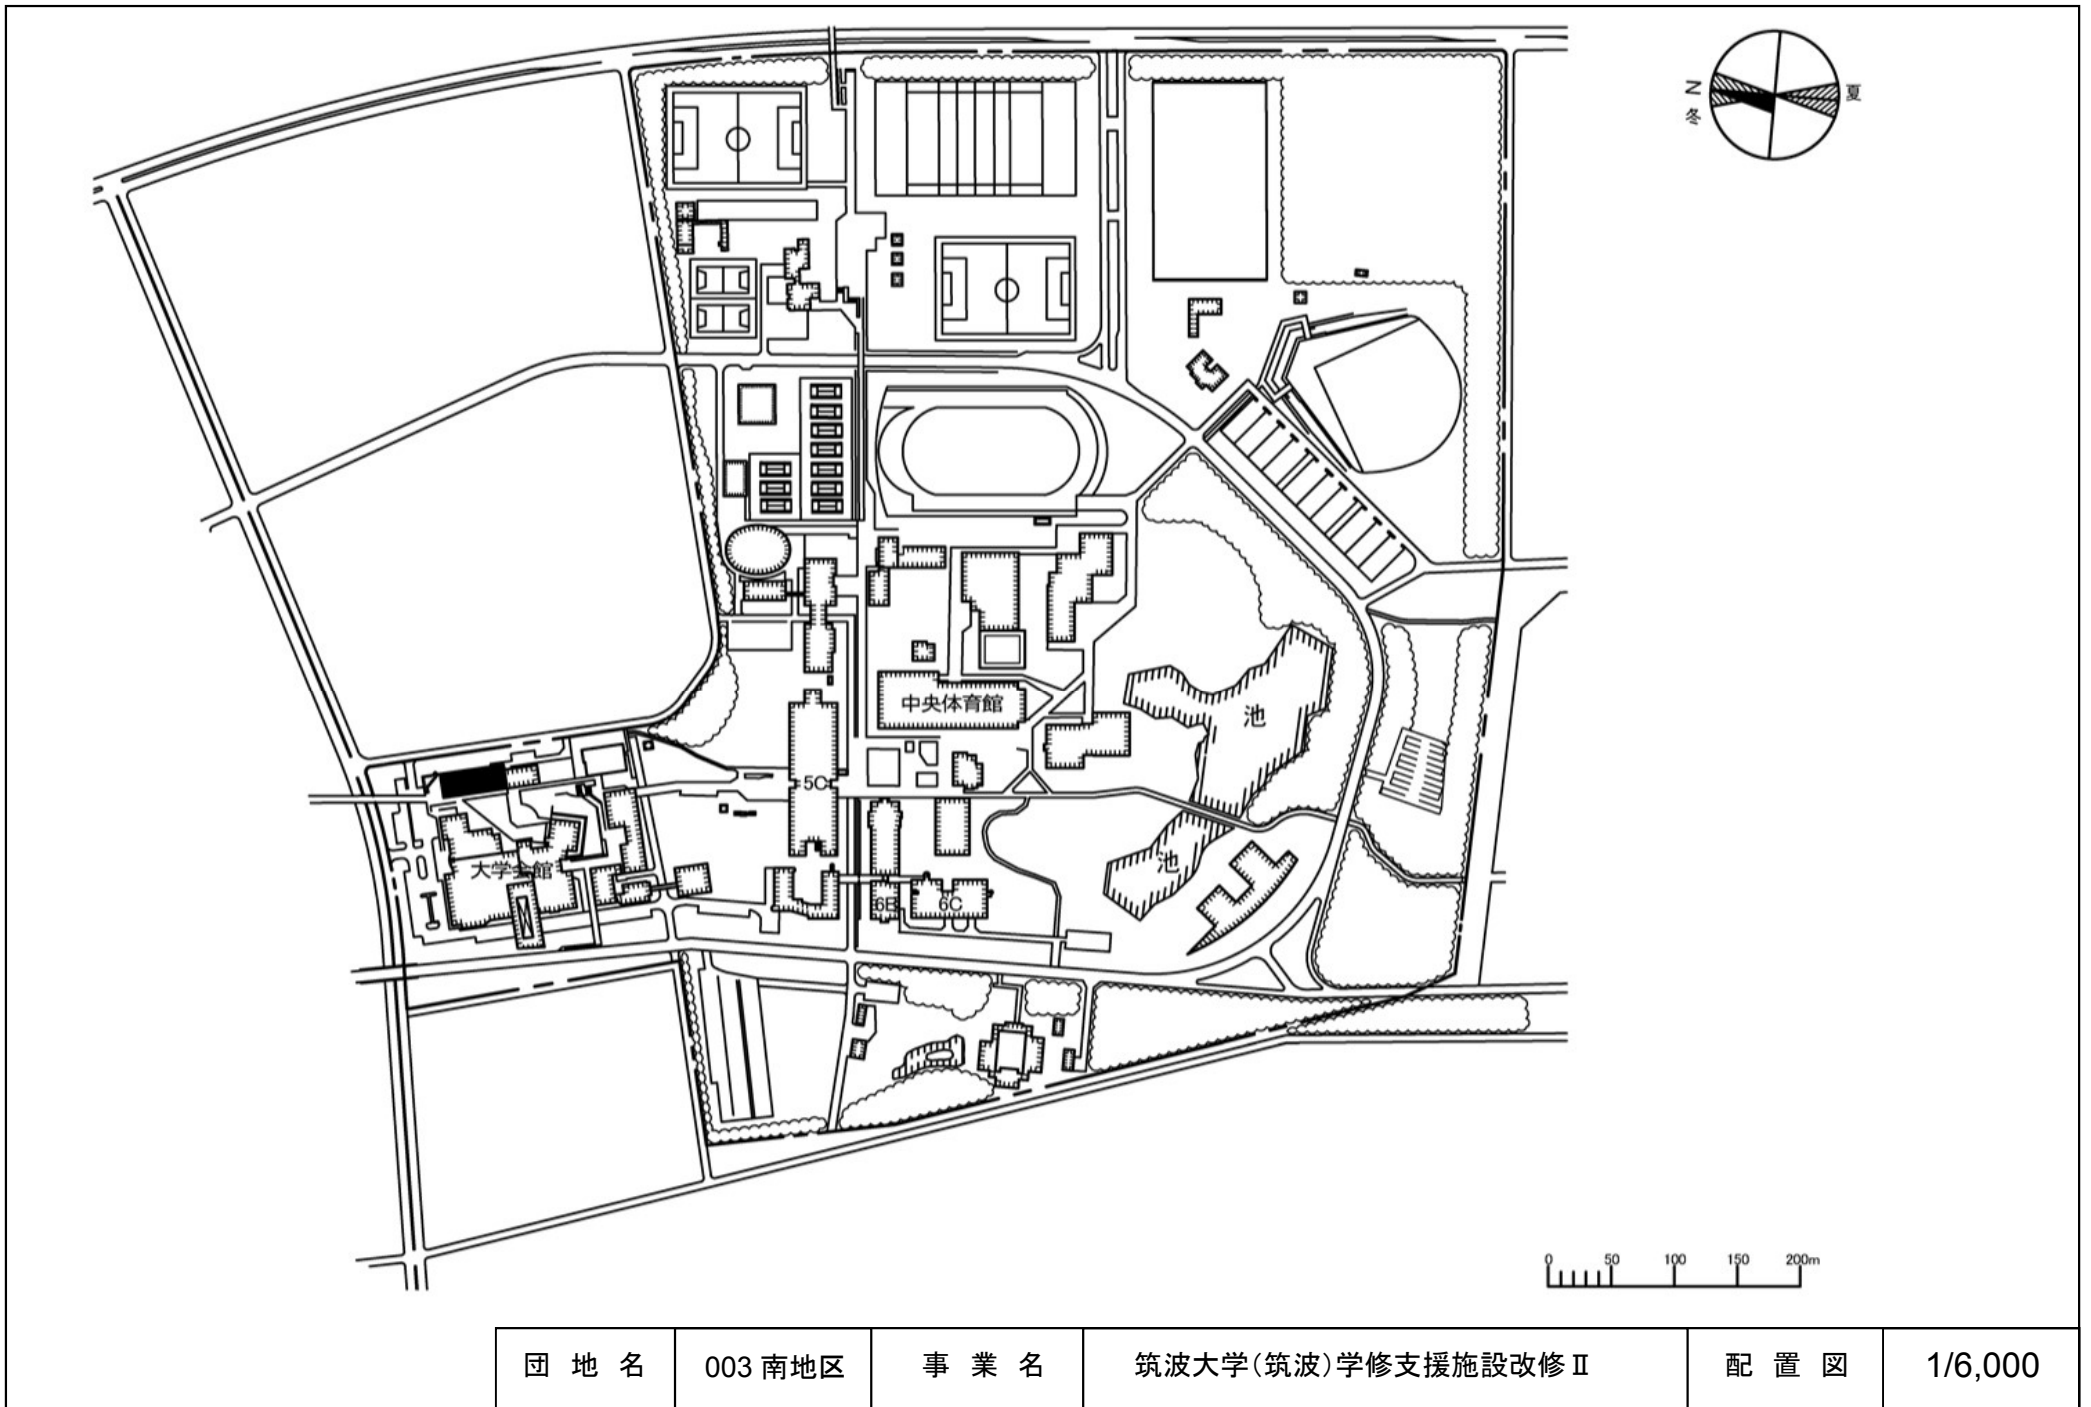 N
冬
夏
中央体育館
池
5C
池
大学会館
6B
6C
0 50 100 150 200m
団地名 003 南地区 事業名 筑波大学(筑波)学修支援施設改修Ⅱ 配置図 1/6,000